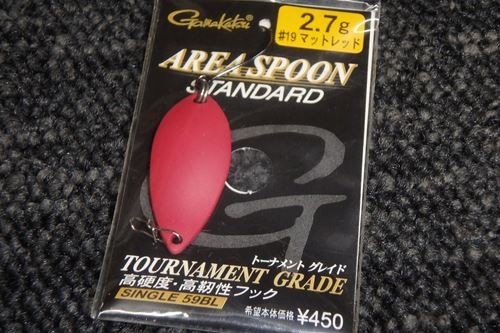 Gamakatsu
2.7g
#19 マットレッド
AREA SPOON
STANDARD
トーナメント グレイド
TOURNAMENT GRADE
高硬度・高靭性フック
SINGLE 59BL
希望本体価格 ¥450